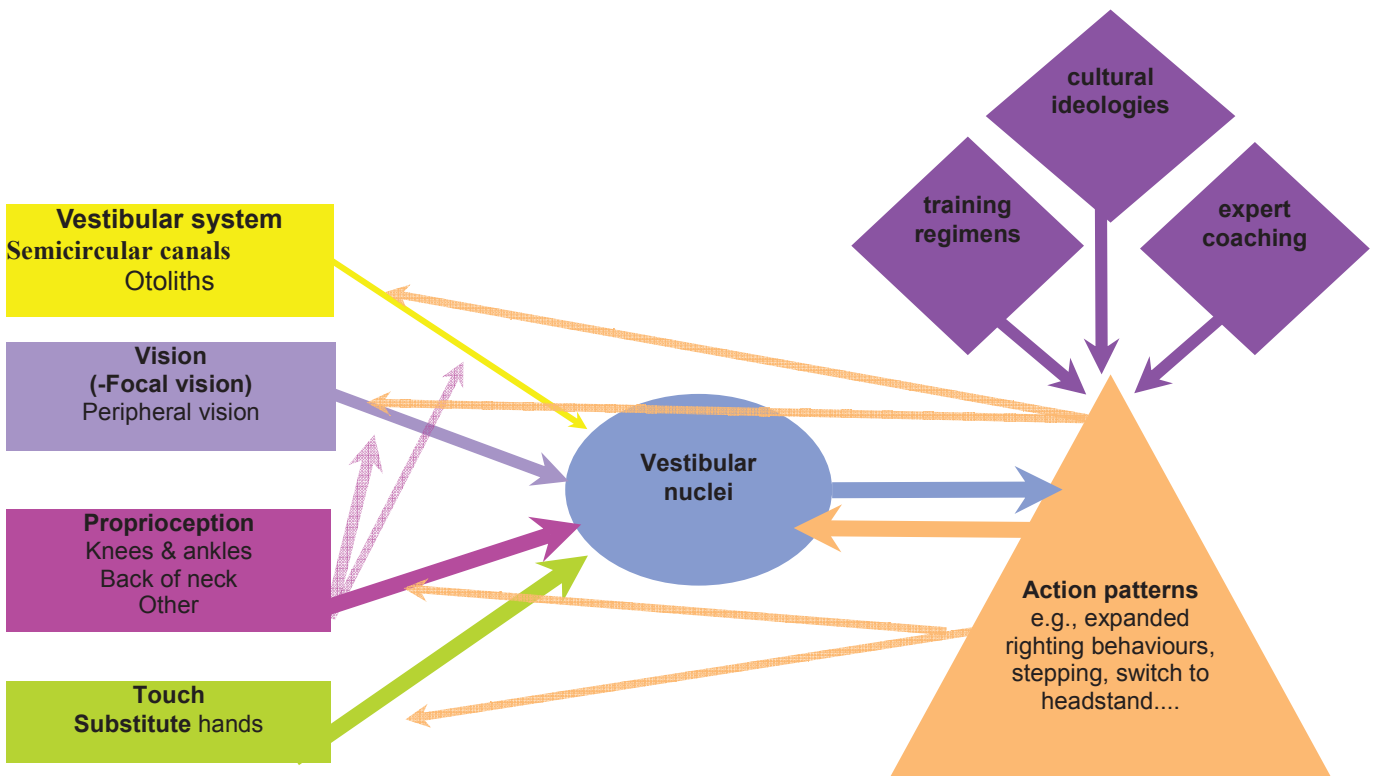 cultural
ideologies
training
regimens
expert
coaching
Vestibular system
Semicircular canals
Otoliths
Vision
(-Focal vision)
Peripheral vision
Proprioception
Knees & ankles
Back of neck
Other
Touch
Substitute hands
Vestibular
nuclei
Action patterns
e.g., expanded
righting behaviours,
stepping, switch to
headstand....